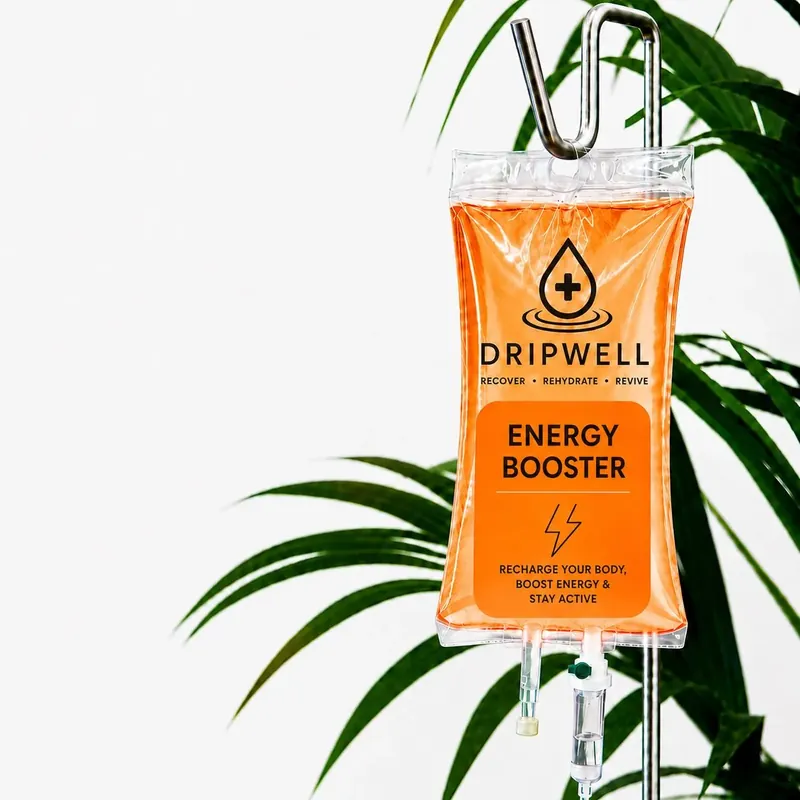 DRIPWELL
RECOVER • REHYDRATE • REVIVE
ENERGY
BOOSTER
RECHARGE YOUR BODY,
BOOST ENERGY &
STAY ACTIVE